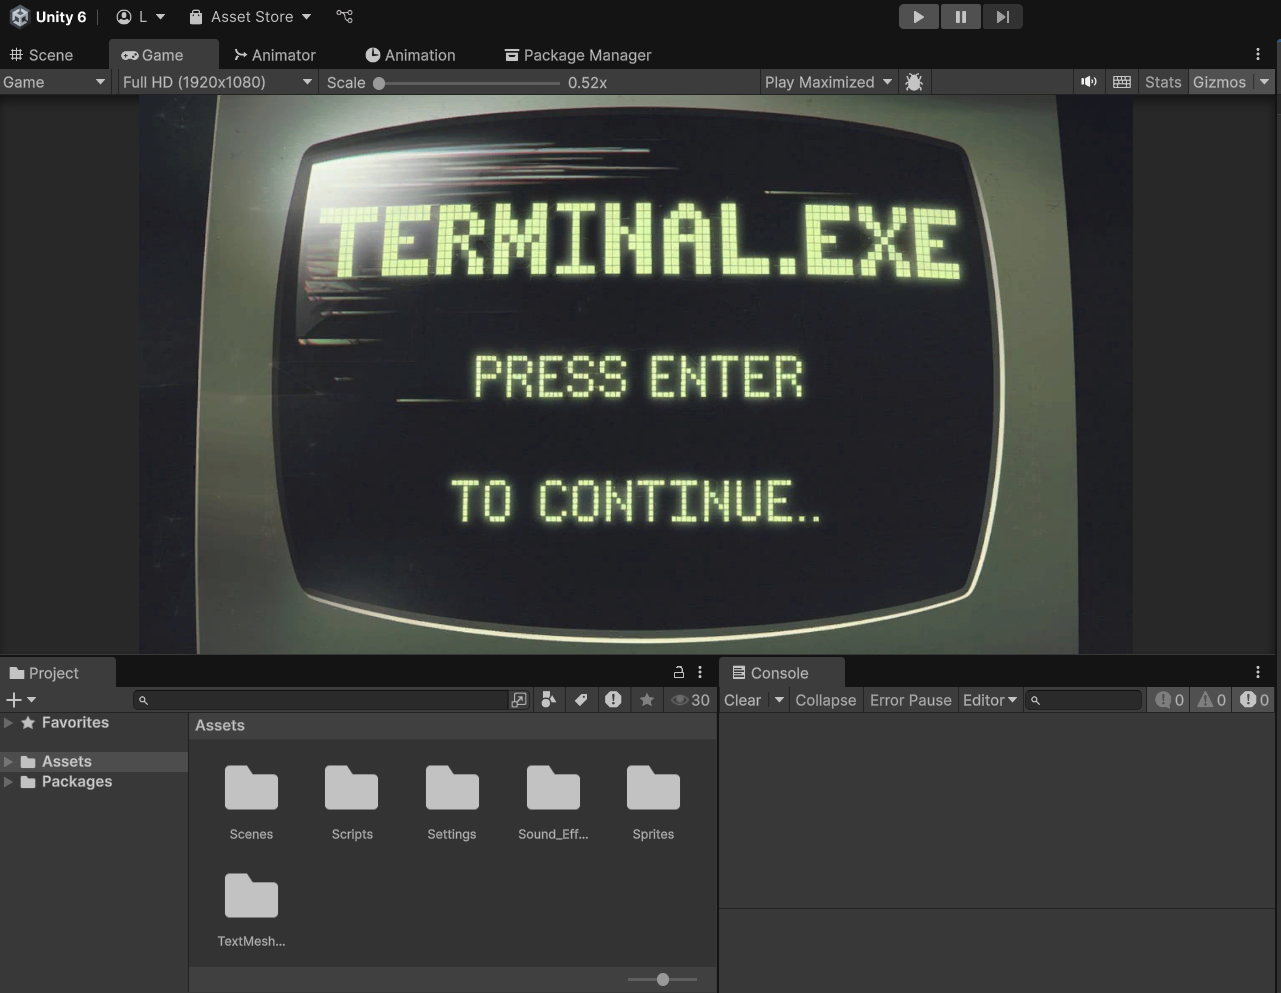 Unity 6 L Asset Store
Scene Game Animator Animation Package Manager
Game Full HD (1920x1080) Scale 0.52x Play Maximized Stats Gizmos
TERMINAL.EXE
PRESS ENTER
TO CONTINUE..
Project Console
30 Clear Collapse Error Pause Editor 0 0 0
Favorites
Assets
Assets
Packages
Scenes Scripts Settings Sound_Eff... Sprites
TextMesh...